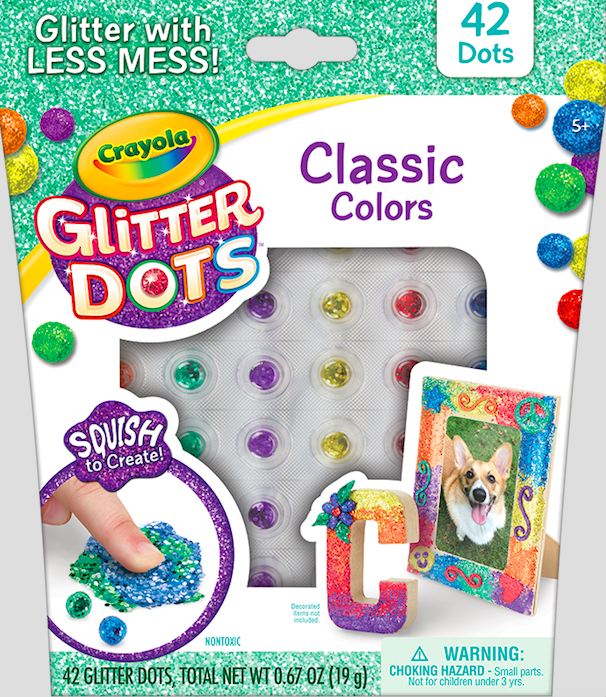 Glitter with
LESS MESS!
42
Dots
5+
Crayola
GLITTER
DOTS™
Classic
Colors
SQUISH
to Create!
Decorated
items not
included.
NONTOXIC
42 GLITTER DOTS, TOTAL NET WT 0.67 OZ (19 g)
⚠ WARNING:
CHOKING HAZARD - Small parts.
Not for children under 3 yrs.
C